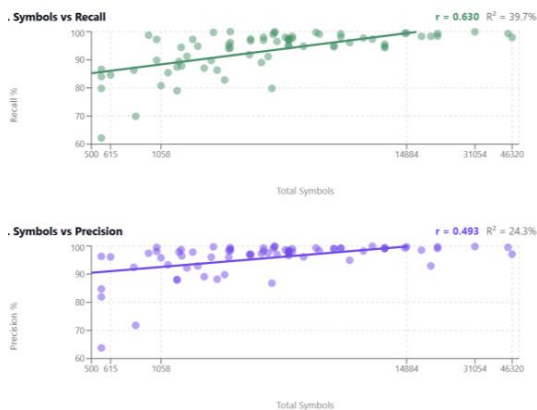 . Symbols vs Recall r = 0.630 R² = 39.7%
100
90
80
70
60
Recall %
500 615 1058 14884 31054 46320
Total Symbols
. Symbols vs Precision r = 0.493 R² = 24.3%
100
90
80
70
60
Precision %
500 615 1058 14884 31054 46320
Total Symbols